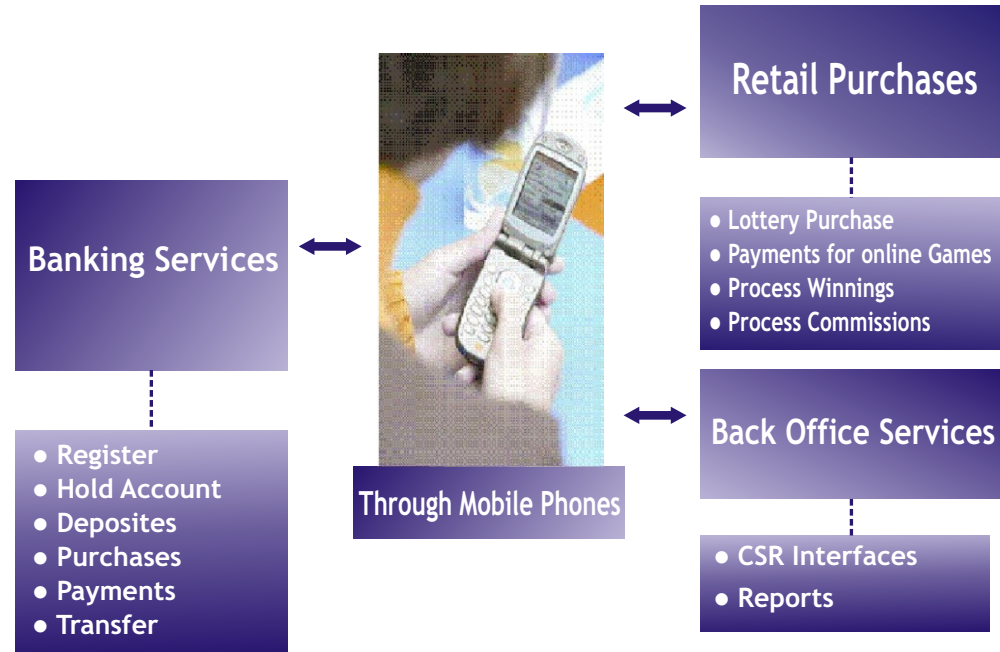 Banking Services
● Register
● Hold Account
● Deposites
● Purchases
● Payments
● Transfer
Through Mobile Phones
Retail Purchases
● Lottery Purchase
● Payments for online Games
● Process Winnings
● Process Commissions
Back Office Services
● CSR Interfaces
● Reports